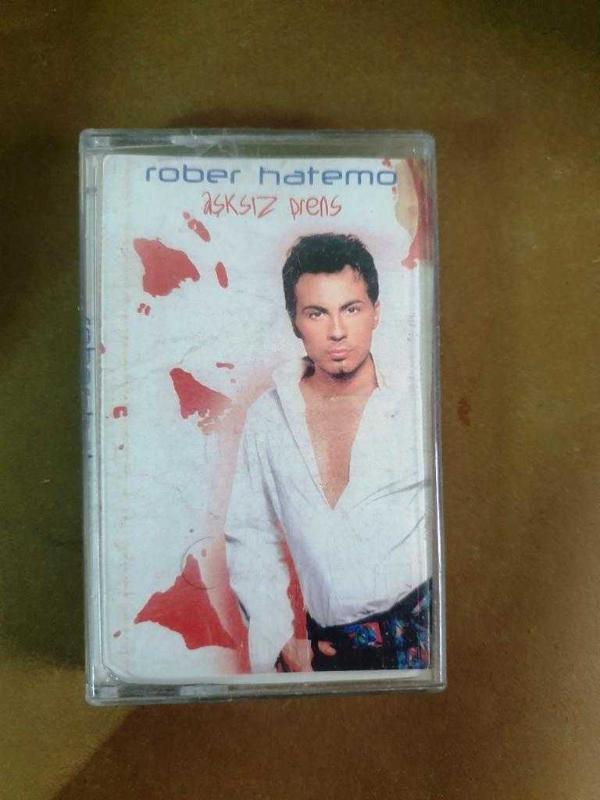 rober hatemo
aşksız prens